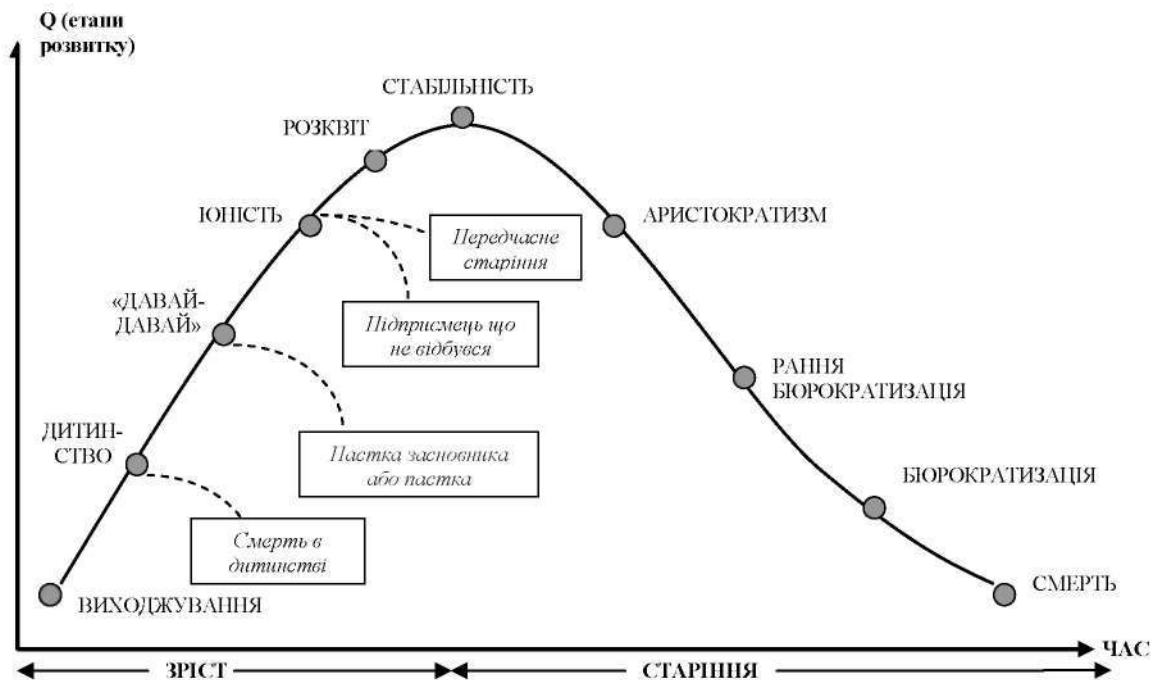 Q (етапи
розвитку)
СТАБІЛЬНІСТЬ
РОЗКВІТ
ЮНІСТЬ
АРИСТОКРАТИЗМ
Передчасне
старіння
«ДАВАЙ-
ДАВАЙ»
Підприємець що
не відбувся
РАННЯ
БЮРОКРАТИЗАЦІЯ
ДИТИН-
СТВО
Пастка засновника
або пастка
БЮРОКРАТИЗАЦІЯ
Смерть в
дитинстві
СМЕРТЬ
ВИХОДЖУВАННЯ
ЧАС
ЗРІСТ
СТАРІННЯ